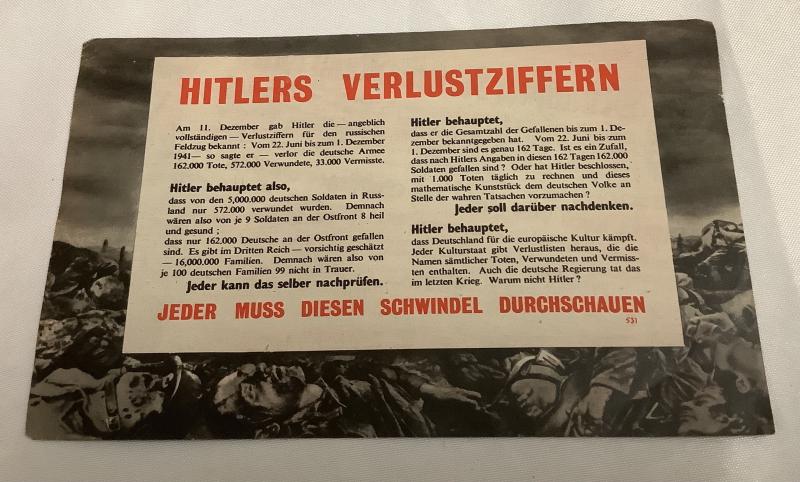 HITLERS VERLUSTZIFFERN
Am 11. Dezember gab Hitler die — angeblich
vollständigen — Verlustziffern für den russischen
Feldzug bekannt : Vom 22. Juni bis zum 1. Dezember
1941— so sagte er — verlor die deutsche Armee
162.000 Tote, 572.000 Verwundete, 33.000 Vermisste.
Hitler behauptet also,
dass von den 5,000,000 deutschen Soldaten in Russ-
land nur 572.000 verwundet wurden. Demnach
wären also von je 9 Soldaten an der Ostfront 8 heil
und gesund ;
dass nur 162.000 Deutsche an der Ostfront gefallen
sind. Es gibt im Dritten Reich — vorsichtig geschätzt
— 16,000.000 Familien. Demnach wären also von
je 100 deutschen Familien 99 nicht in Trauer.
Jeder kann das selber nachprüfen.
Hitler behauptet,
dass er die Gesamtzahl der Gefallenen bis zum 1. De-
zember bekanntgegeben hat. Vom 22. Juni bis zum
1. Dezember sind es genau 162 Tage. Ist es ein Zufall,
dass nach Hitlers Angaben in diesen 162 Tagen 162.000
Soldaten gefallen sind ? Oder hat Hitler beschlossen,
mit 1.000 Toten täglich zu rechnen und dieses
mathematische Kunststück dem deutschen Volke an
Stelle der wahren Tatsachen vorzumachen ?
Jeder soll darüber nachdenken.
Hitler behauptet,
dass Deutschland für die europäische Kultur kämpft.
Jeder Kulturstaat gibt Verlustlisten heraus, die die
Namen sämtlicher Toten, Verwundeten und Vermiss-
ten enthalten. Auch die deutsche Regierung tat das
im letzten Krieg. Warum nicht Hitler ?
JEDER MUSS DIESEN SCHWINDEL DURCHSCHAUEN
531